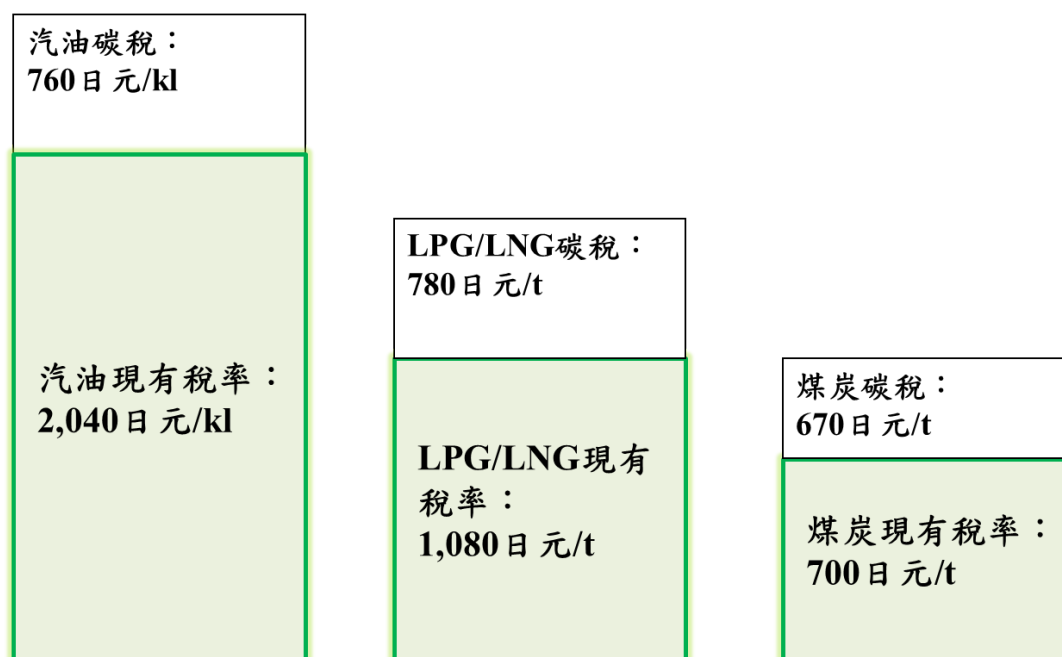 汽油碳稅：
760日元/kl
汽油現有稅率：
2,040日元/kl
LPG/LNG碳稅：
780日元/t
LPG/LNG現有
稅率：
1,080日元/t
煤炭碳稅：
670日元/t
煤炭現有稅率：
700日元/t